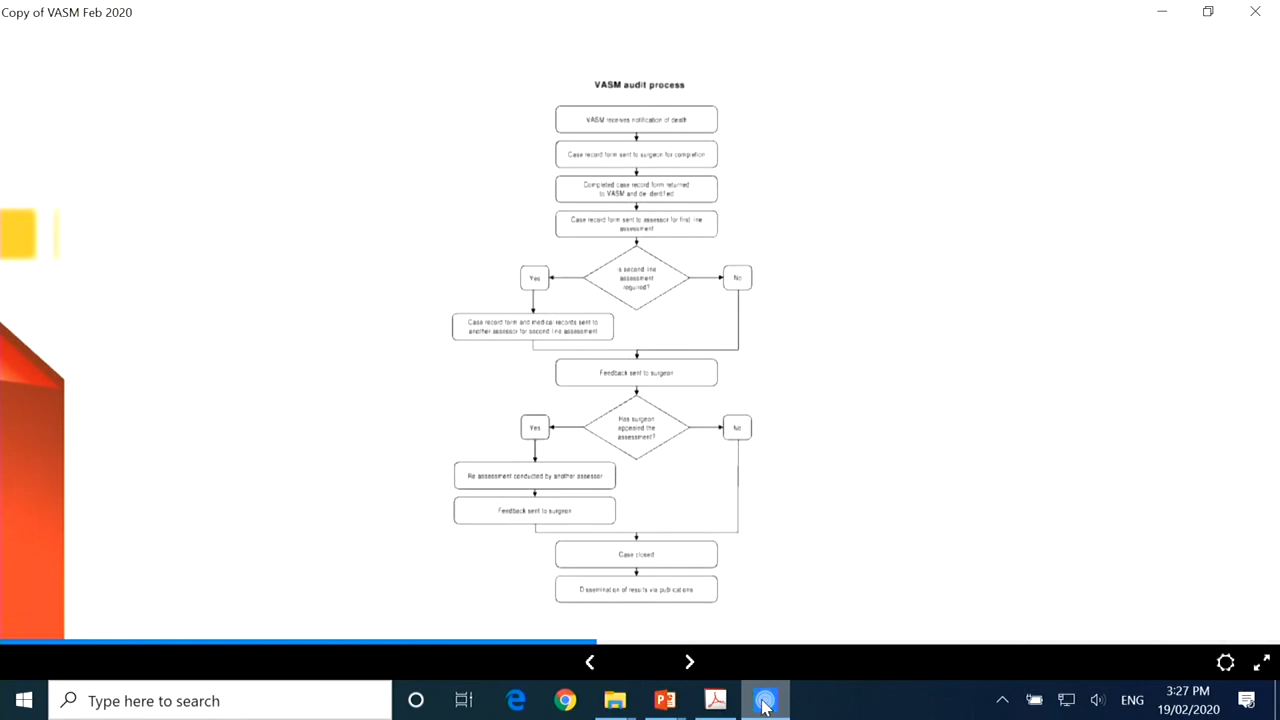 Copy of VASM Feb 2020
VASM audit process
VASM receives notification of death
Case record form sent to surgeon for completion
Completed case record form returned
to VASM and de identified
Case record form sent to assessor for first line
assessment
Is second line
assessment
required?
Yes
No
Case record form and medical records sent to
another assessor for second line assessment
Feedback sent to surgeon
Has surgeon
appealed the
assessment?
Yes
No
Re assessment conducted by another assessor
Feedback sent to surgeon
Case closed
Dissemination of results via publications
Type here to search
ENG
3:27 PM
19/02/2020